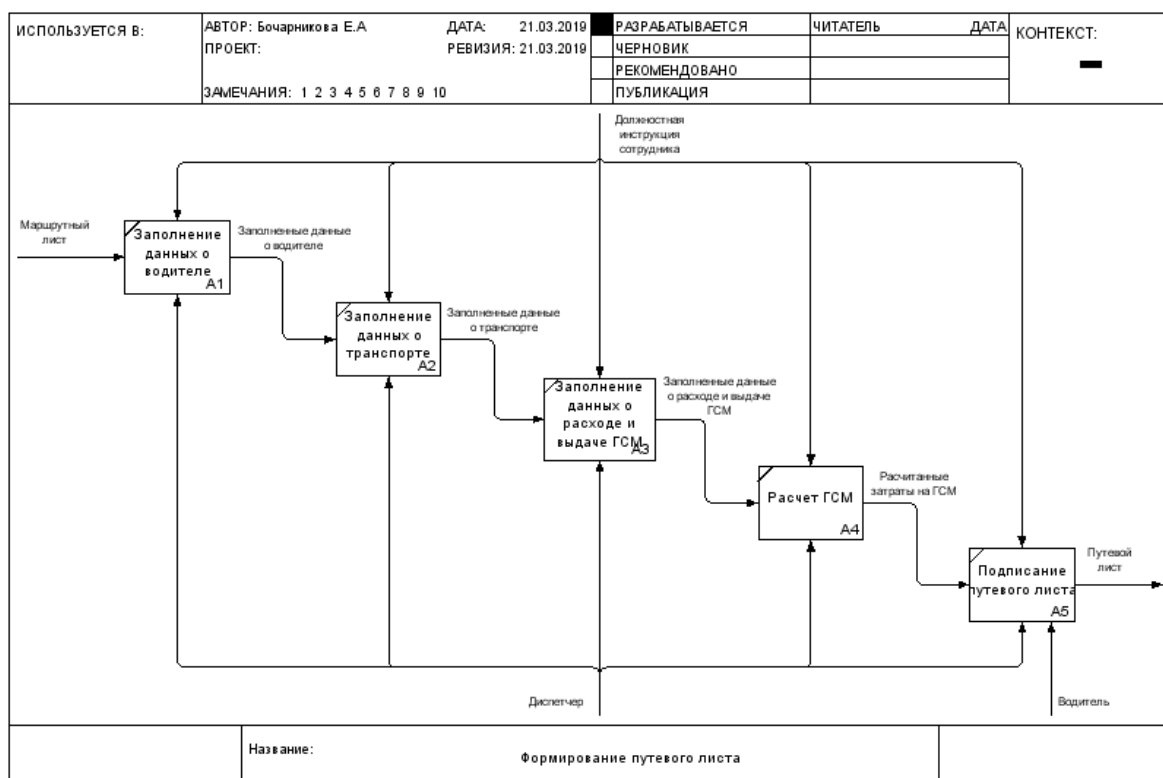 ИСПОЛЬЗУЕТСЯ В:
АВТОР: Бочарникова Е.А
ДАТА: 21.03.2019
ПРОЕКТ:
РЕВИЗИЯ: 21.03.2019
ЗАМЕЧАНИЯ: 1 2 3 4 5 6 7 8 9 10
РАЗРАБАТЫВАЕТСЯ
ЧЕРНОВИК
РЕКОМЕНДОВАНО
ПУБЛИКАЦИЯ
ЧИТАТЕЛЬ
ДАТА
КОНТЕКСТ:
Должностная
инструкция
сотрудника
Маршрутный
лист
Заполнение
данных о
водителе
A1
Заполненные данные
о водителе
Заполнение
данных о
транспорте
A2
Заполненные данные
о транспорте
Заполнение
данных о
расходе и
выдаче ГСМ
A3
Заполненные данные
о расходе и выдаче
ГСМ
Расчет ГСМ
A4
Расчитанные
затраты на ГСМ
Подписание
путевого листа
A5
Путевой
лист
Диспетчер
Водитель
Название:
Формирование путевого листа